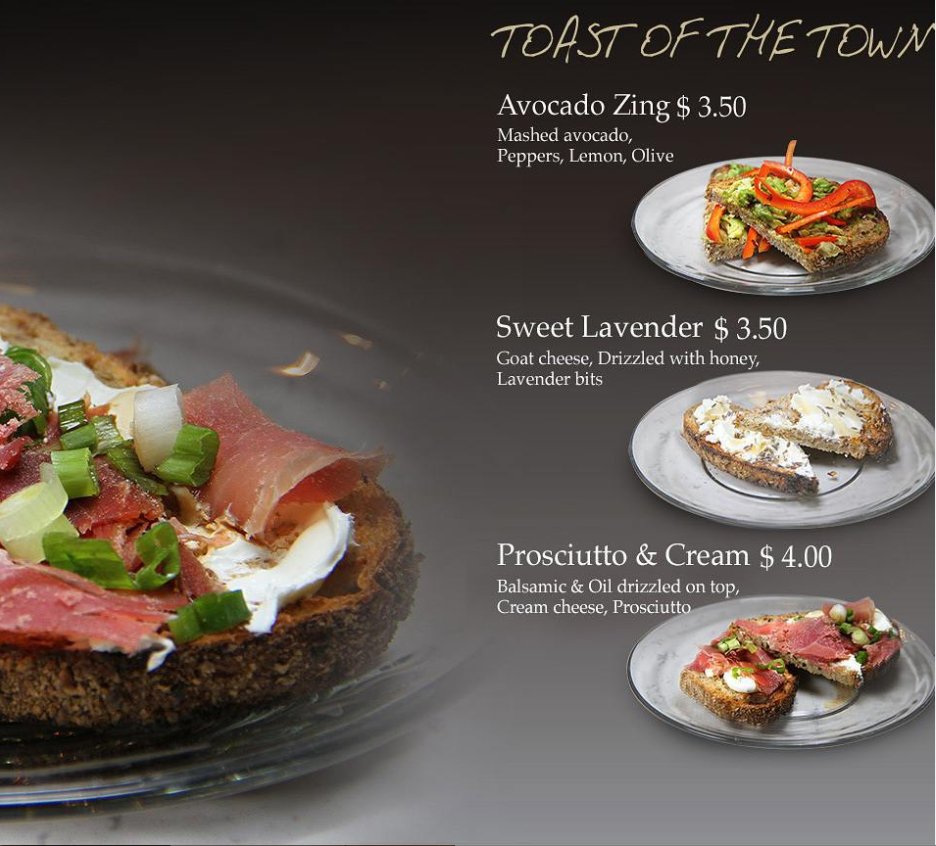 TOAST OF THE TOWN
Avocado Zing $ 3.50
Mashed avocado,
Peppers, Lemon, Olive
Sweet Lavender $ 3.50
Goat cheese, Drizzled with honey,
Lavender bits
Prosciutto & Cream $ 4.00
Balsamic & Oil drizzled on top,
Cream cheese, Prosciutto